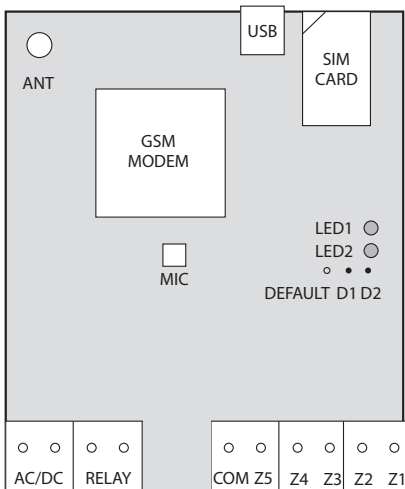 USB
SIM
CARD
ANT
GSM
MODEM
LED1
LED2
MIC
DEFAULT D1 D2
AC/DC RELAY COM Z5 Z4 Z3 Z2 Z1